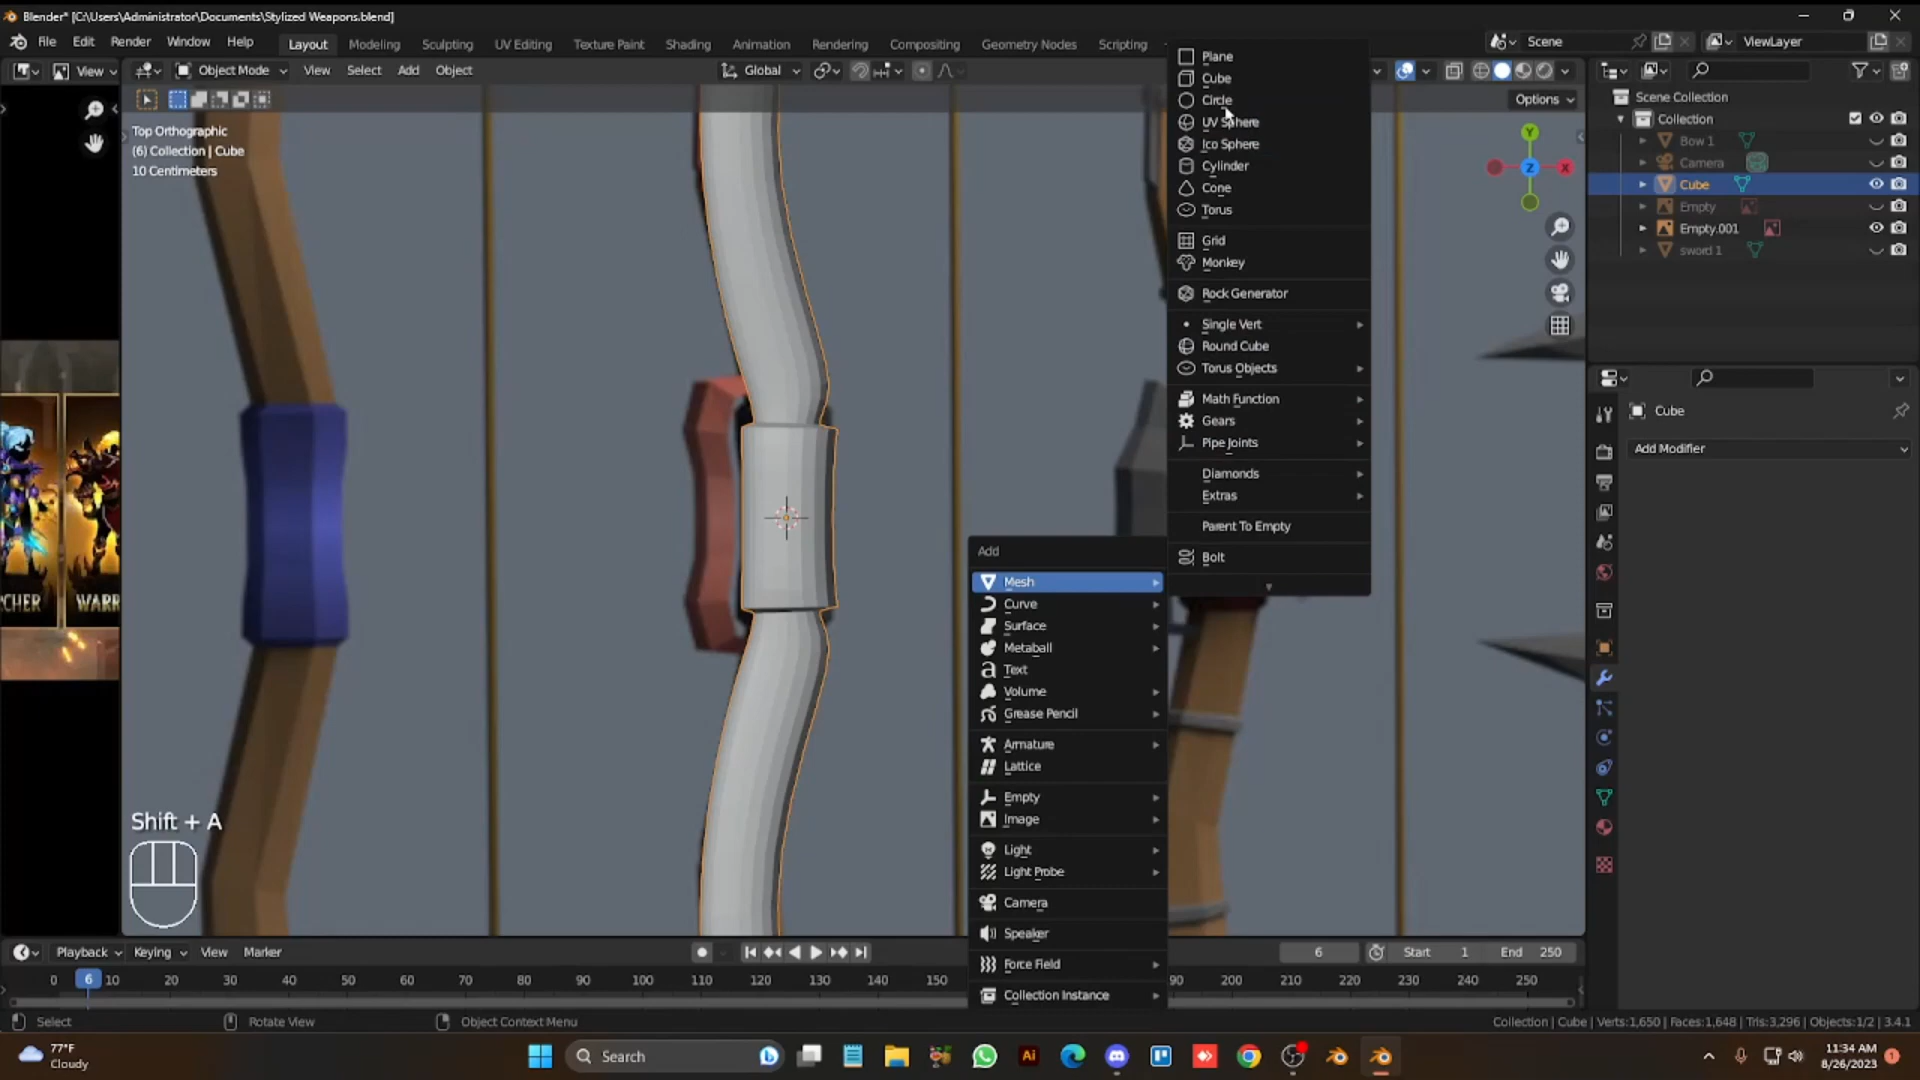 Blender* [C:\Users\Administrator\Documents\Stylized Weapons.blend]
File Edit Render Window Help Layout Modeling Sculpting UV Editing Texture Paint Shading Animation Rendering Compositing Geometry Nodes Scripting Scene ViewLayer
View Object Mode View Select Add Object Global
Options
Top Orthographic
(6) Collection | Cube
10 Centimeters
Plane
Cube
Circle
UV Sphere
Ico Sphere
Cylinder
Cone
Torus
Grid
Monkey
Rock Generator
Single Vert
Round Cube
Torus Objects
Math Function
Gears
Pipe Joints
Diamonds
Extras
Parent To Empty
Bolt
Y
Z
X
Scene Collection
Collection
Bow 1
Camera
Cube
Empty
Empty.001
sword 1
Cube
Add Modifier
CHER WARR
Add
Mesh
Curve
Surface
Metaball
Text
Volume
Grease Pencil
Armature
Lattice
Empty
Image
Light
Light Probe
Camera
Speaker
Force Field
Collection Instance
Shift + A
Playback Keying View Marker 6 Start 1 End 250
0 6 10 20 30 40 50 60 70 80 90 100 110 120 130 140 150 90 200 210 220 230 240 250
Select Rotate View Object Context Menu Collection | Cube | Verts:1,650 | Faces:1,648 | Tris:3,296 | Objects:1/2 | 3.4.1
77°F
Cloudy
Search
Ai
11:34 AM
8/26/2023
1